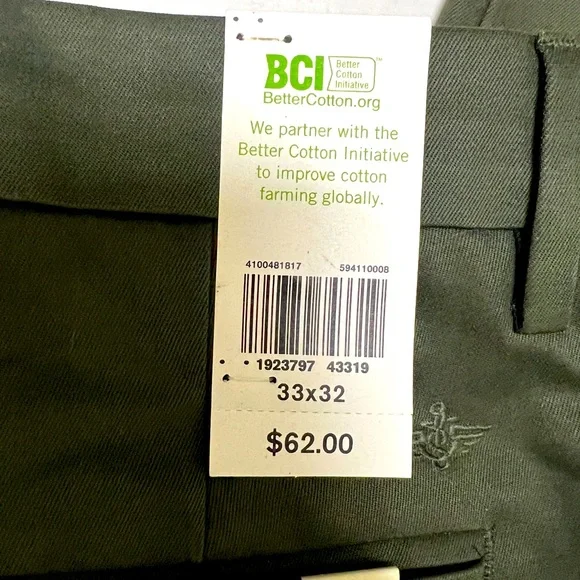 BCI
Better
Cotton
Initiative
™
BetterCotton.org
We partner with the
Better Cotton Initiative
to improve cotton
farming globally.
4100481817 594110008
1923797 43319
33x32
$62.00